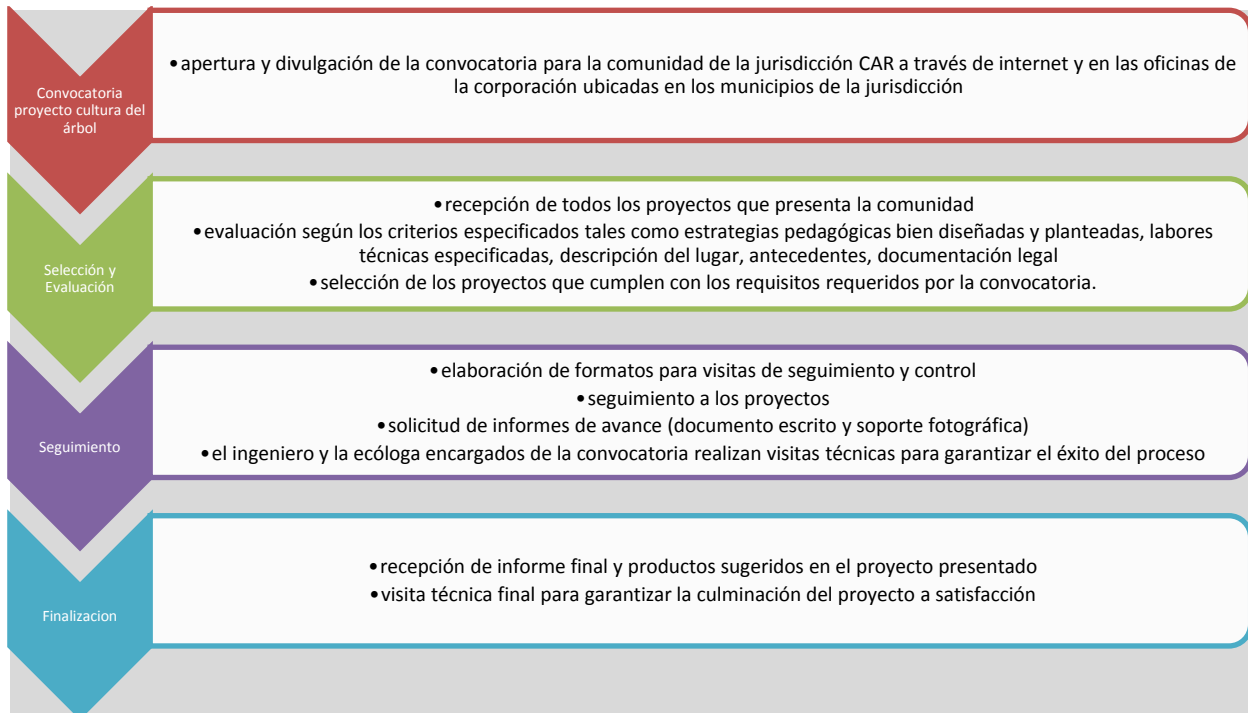 Convocatoria
proyecto cultura del
árbol
•apertura y divulgación de la convocatoria para la comunidad de la jurisdicción CAR a través de internet y en las oficinas de
la corporación ubicadas en los municipios de la jurisdicción
Selección y
Evaluación
•recepción de todos los proyectos que presenta la comunidad
•evaluación según los criterios especificados tales como estrategias pedagógicas bien diseñadas y planteadas, labores
técnicas especificadas, descripción del lugar, antecedentes, documentación legal
•selección de los proyectos que cumplen con los requisitos requeridos por la convocatoria.
Seguimiento
•elaboración de formatos para visitas de seguimiento y control
•seguimiento a los proyectos
•solicitud de informes de avance (documento escrito y soporte fotográfica)
•el ingeniero y la ecóloga encargados de la convocatoria realizan visitas técnicas para garantizar el éxito del proceso
Finalizacion
•recepción de informe final y productos sugeridos en el proyecto presentado
•visita técnica final para garantizar la culminación del proyecto a satisfacción